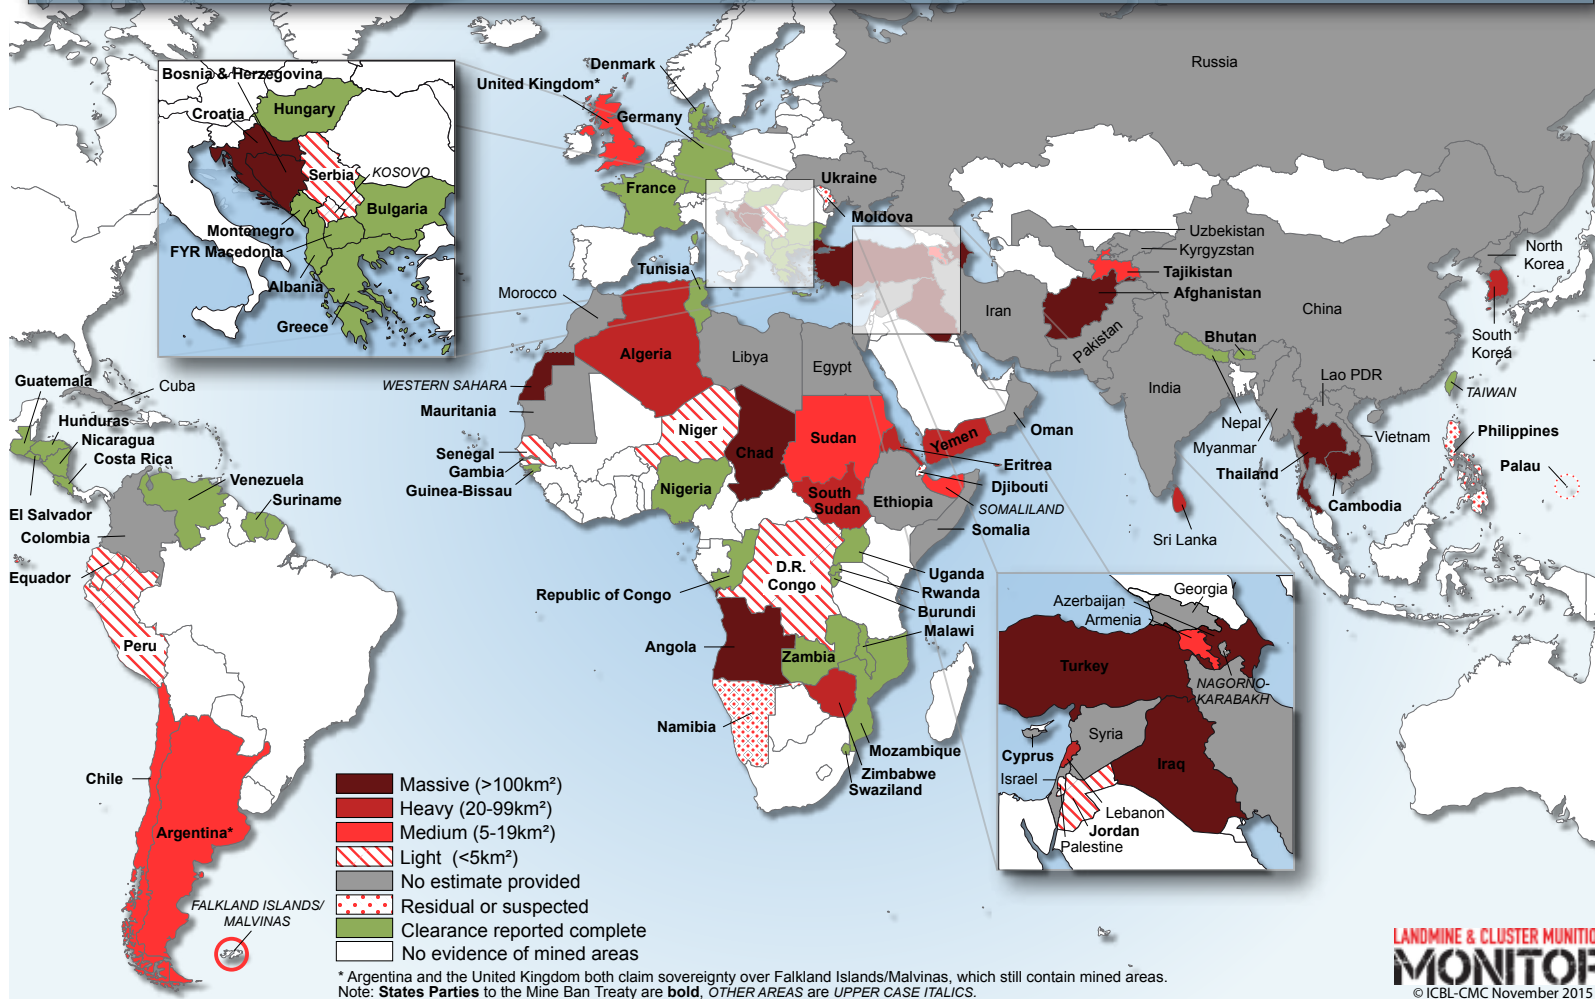 Russia
Denmark
United Kingdom*
Germany
France
Ukraine
Moldova
Bosnia & Herzegovina
Croatia
Hungary
Serbia
KOSOVO
Bulgaria
Montenegro
FYR Macedonia
Albania
Greece
Uzbekistan
Kyrgyzstan
Tajikistan
Afghanistan
North
Korea
South
Korea
China
Iran
Pakistan
India
Bhutan
Nepal
Myanmar
Lao PDR
Vietnam
Thailand
Cambodia
TAIWAN
Philippines
Palau
Sri Lanka
Tunisia
Morocco
Algeria
Libya
Egypt
WESTERN SAHARA
Mauritania
Niger
Chad
Sudan
Senegal
Gambia
Guinea-Bissau
Nigeria
South
Sudan
Ethiopia
Yemen
Oman
Eritrea
Djibouti
SOMALILAND
Somalia
D.R.
Congo
Republic of Congo
Uganda
Rwanda
Burundi
Malawi
Angola
Zambia
Namibia
Mozambique
Zimbabwe
Swaziland
Guatemala
Cuba
Hunduras
Nicaragua
Costa Rica
Venezuela
Suriname
El Salvador
Colombia
Equador
Peru
Chile
Argentina*
FALKLAND ISLANDS/
MALVINAS
Georgia
Azerbaijan
Armenia
Turkey
NAGORNO-
KARABAKH
Syria
Cyprus
Israel
Iraq
Lebanon
Jordan
Palestine
Massive (>100km²)
Heavy (20-99km²)
Medium (5-19km²)
Light (<5km²)
No estimate provided
Residual or suspected
Clearance reported complete
No evidence of mined areas
* Argentina and the United Kingdom both claim sovereignty over Falkland Islands/Malvinas, which still contain mined areas.
Note: States Parties to the Mine Ban Treaty are bold, OTHER AREAS are UPPER CASE ITALICS.
LANDMINE & CLUSTER MUNITIO
MONITOR
© ICBL-CMC November 2015